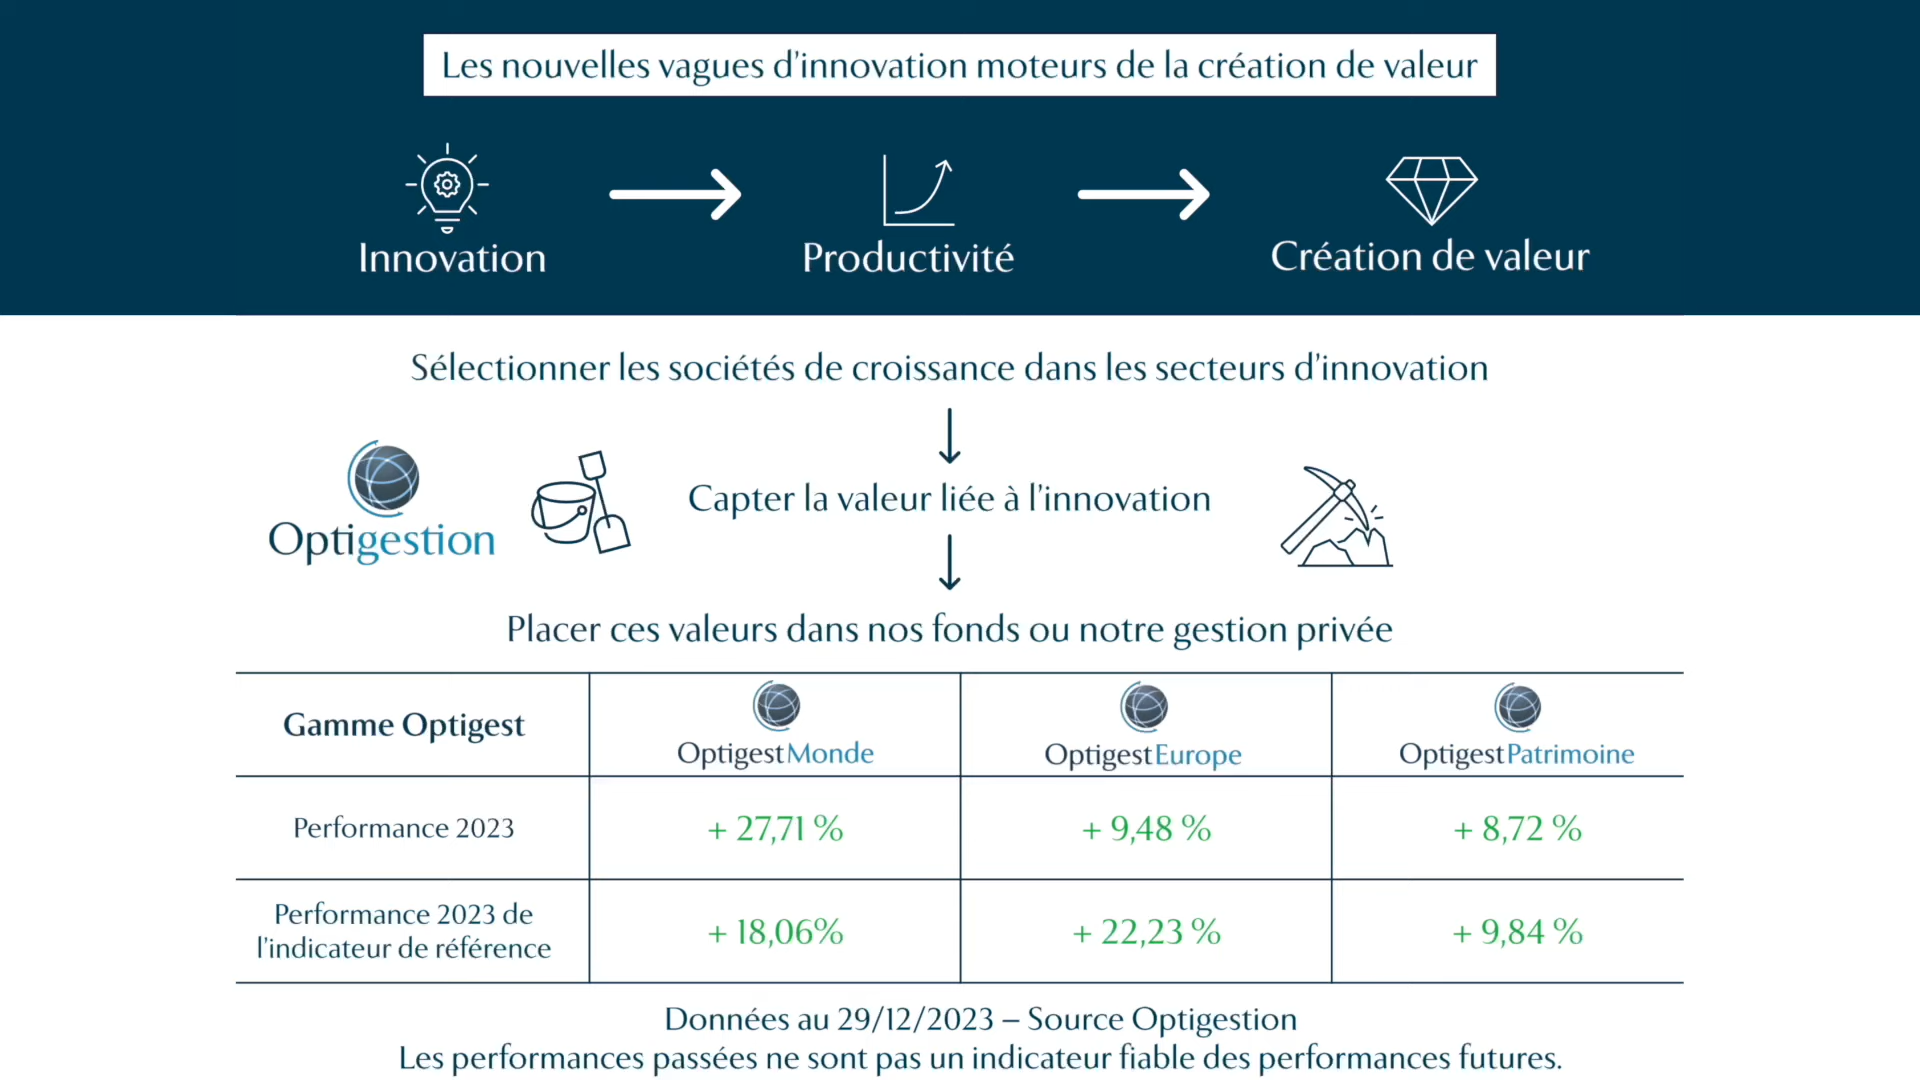 Les nouvelles vagues d'innovation moteurs de la création de valeur
Innovation
Productivité
Création de valeur
Sélectionner les sociétés de croissance dans les secteurs d'innovation
Optigestion
Capter la valeur liée à l'innovation
Placer ces valeurs dans nos fonds ou notre gestion privée
Gamme Optigest
OptigestMonde
OptigestEurope
OptigestPatrimoine
Performance 2023
+ 27,71 %
+ 9,48 %
+ 8,72 %
Performance 2023 de
l'indicateur de référence
+ 18,06%
+ 22,23 %
+ 9,84 %
Données au 29/12/2023 – Source Optigestion
Les performances passées ne sont pas un indicateur fiable des performances futures.